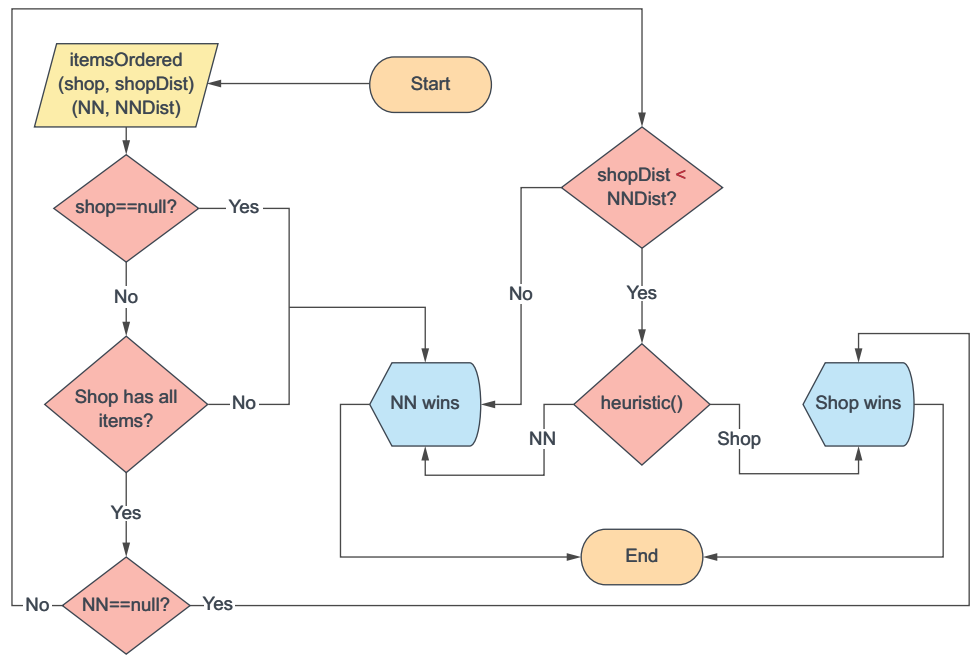 itemsOrdered
(shop, shopDist)
(NN, NNDist)
Start
shopDist <
NNDist?
shop==null?
Yes
No
No
Yes
Shop has all
items?
No
NN wins
heuristic()
Shop wins
NN
Shop
Yes
End
No
NN==null?
Yes